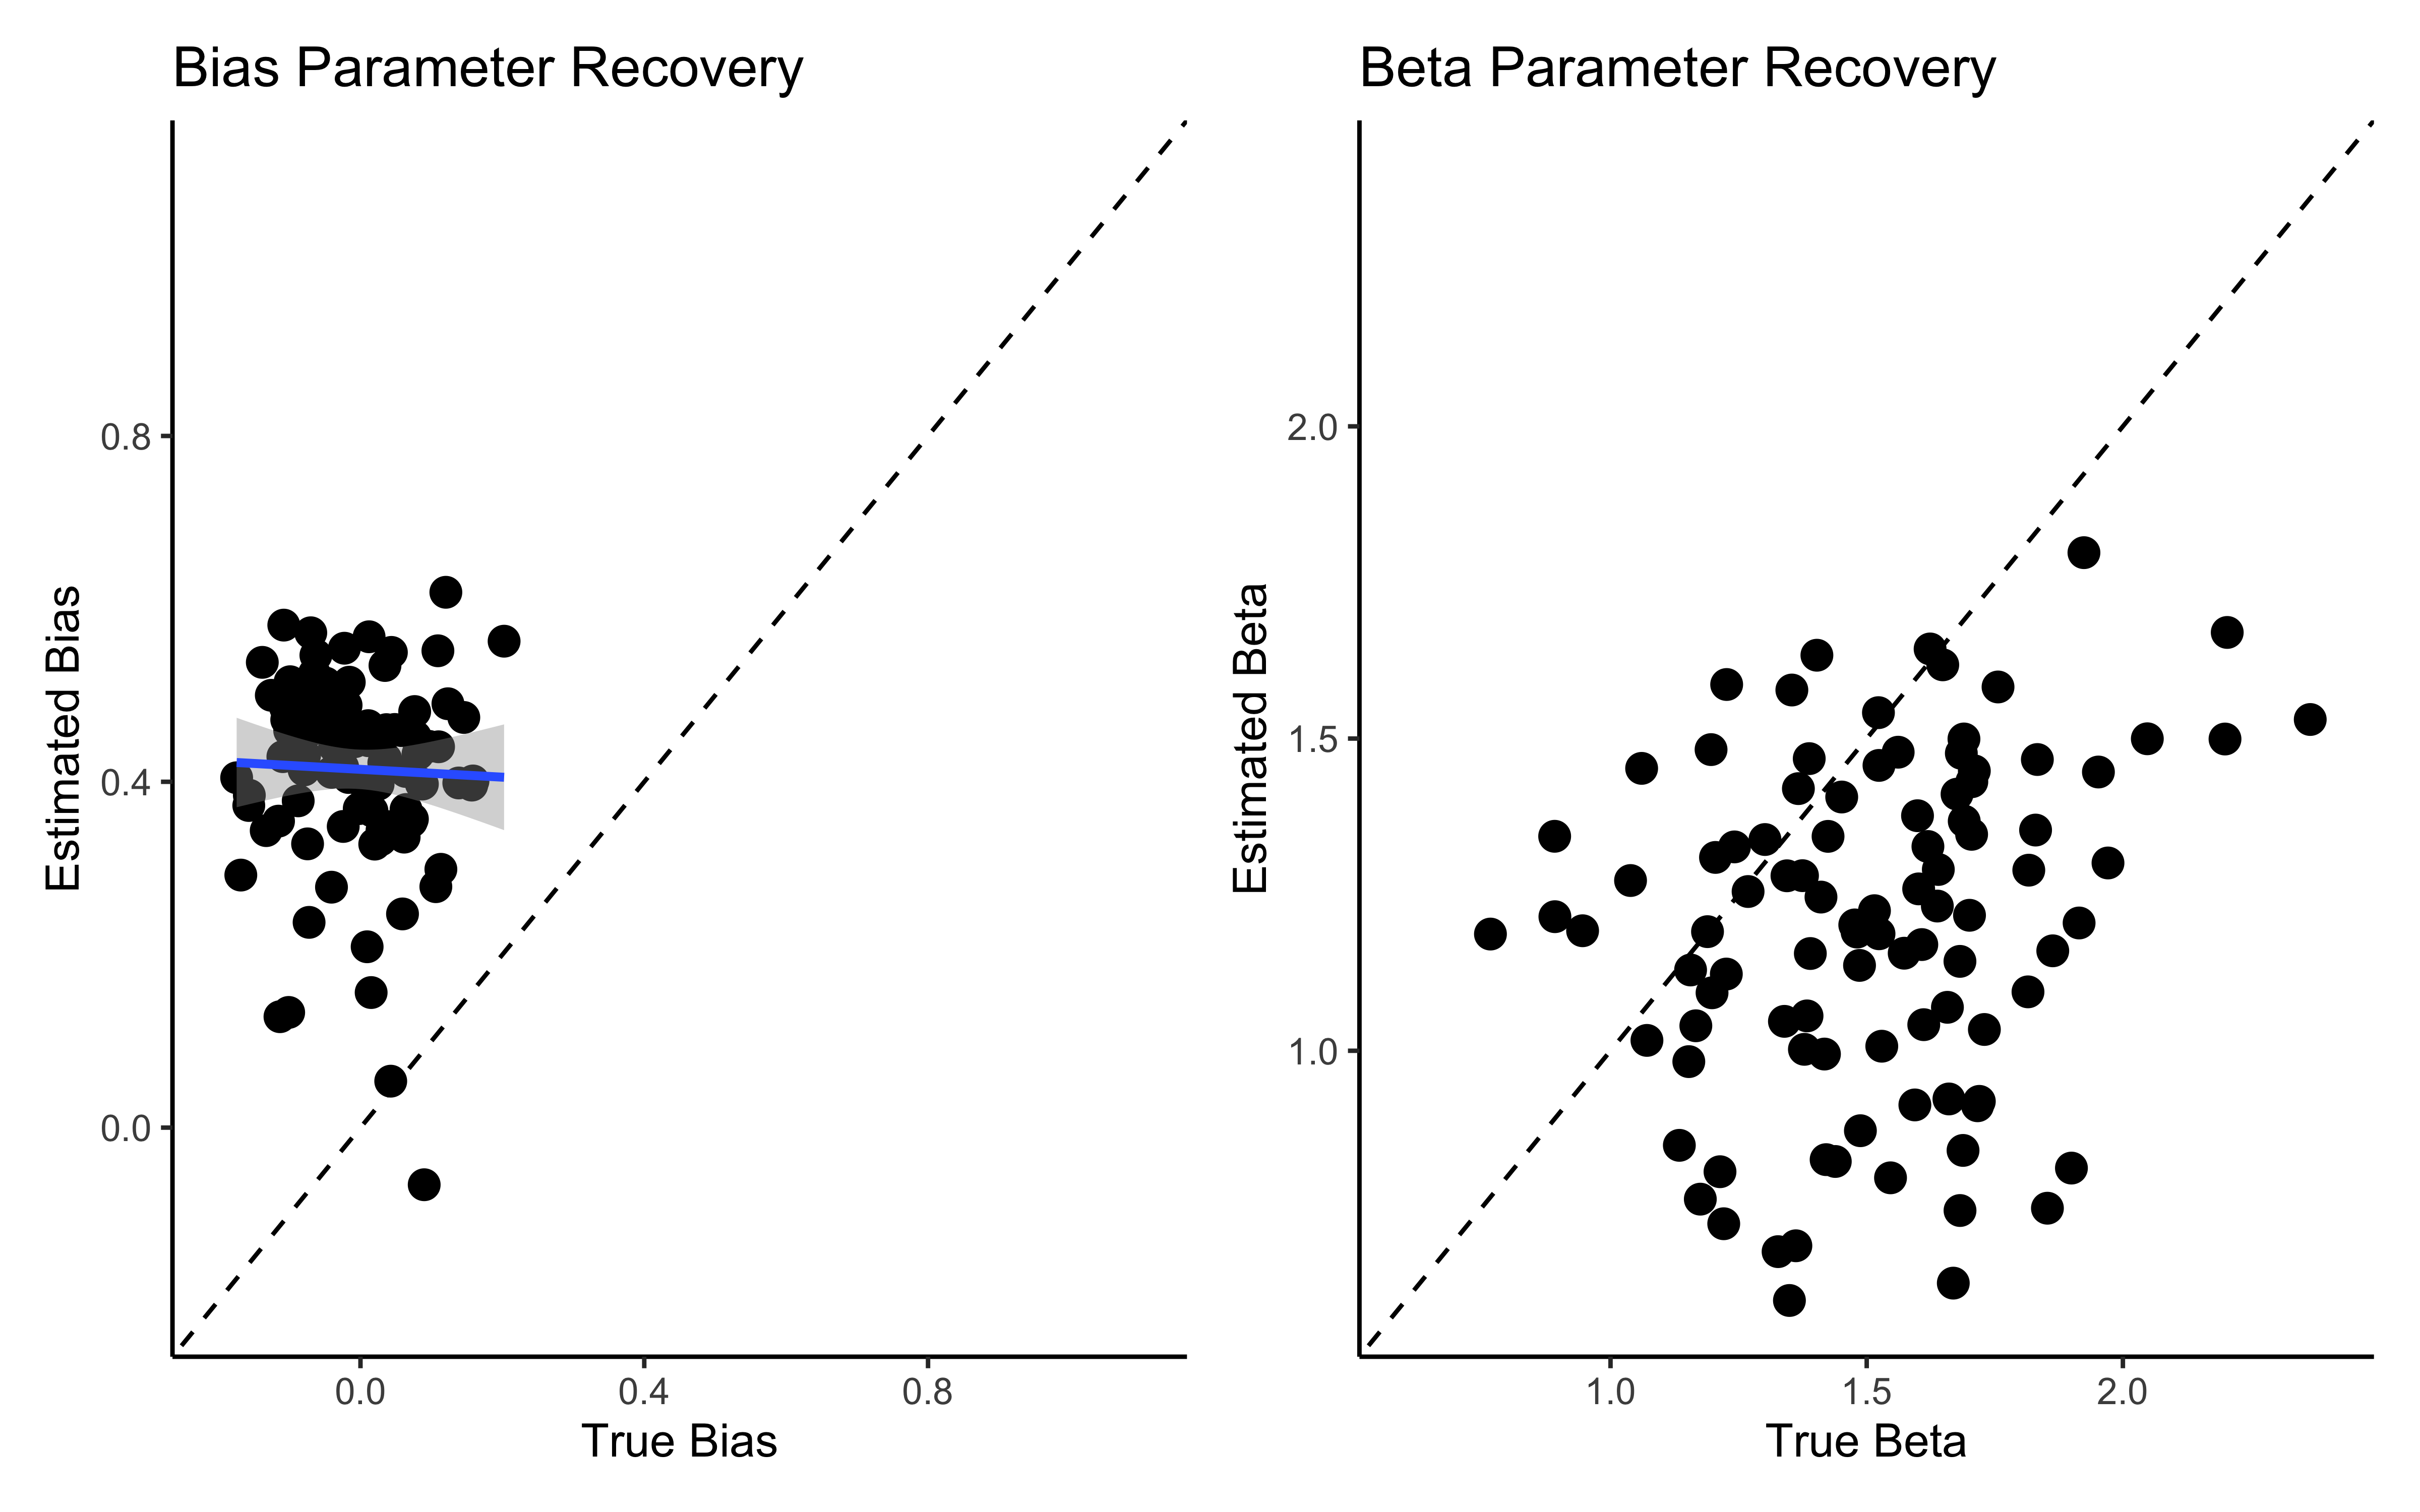 Bias Parameter Recovery
Estimated Bias
0.8
0.4
0.0
0.0 0.4 0.8
True Bias
Beta Parameter Recovery
Estimated Beta
2.0
1.5
1.0
1.0 1.5 2.0
True Beta